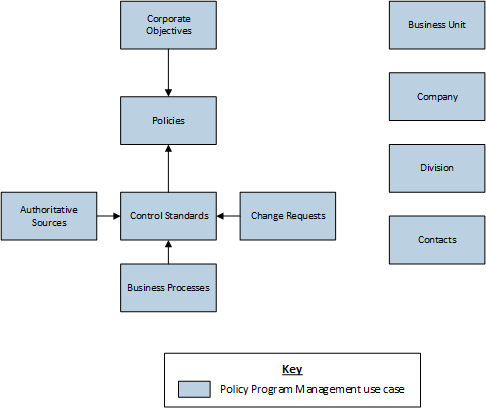 Corporate
Objectives
Business Unit
Company
Policies
Division
Authoritative
Sources
Control Standards
Change Requests
Contacts
Business Processes
Key
Policy Program Management use case